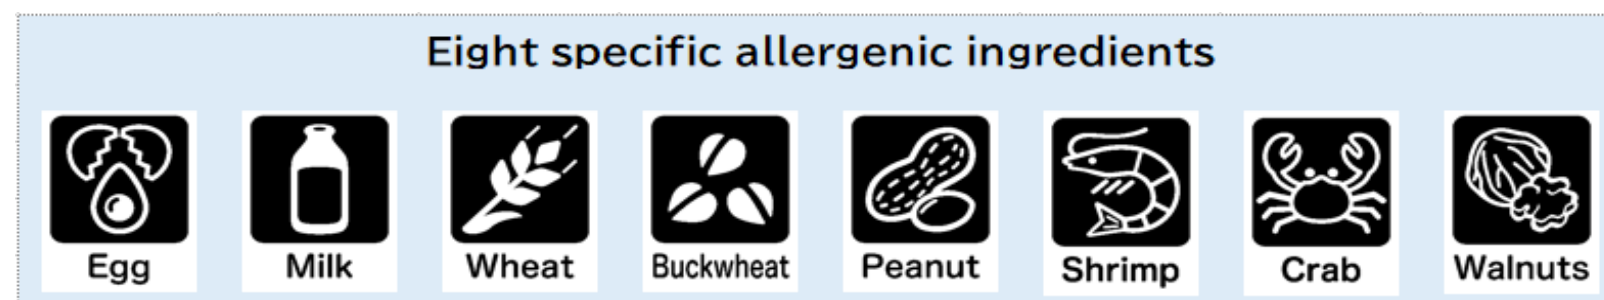 Eight specific allergenic ingredients
Egg Milk Wheat Buckwheat Peanut Shrimp Crab Walnuts